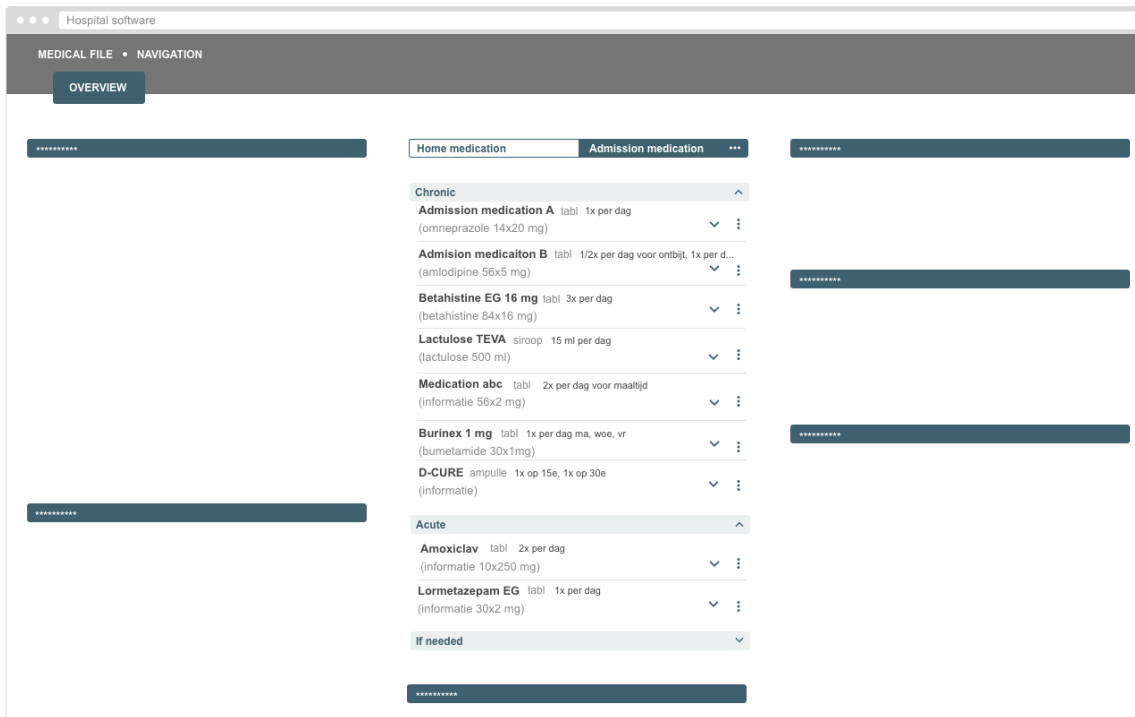 Hospital software
MEDICAL FILE • NAVIGATION
OVERVIEW
**********
**********
Home medication Admission medication ...
Chronic
Admission medication A tabl 1x per dag
(omneprazole 14x20 mg)
Admision medicaiton B tabl 1/2x per dag voor ontbijt, 1x per d...
(amlodipine 56x5 mg)
Betahistine EG 16 mg tabl 3x per dag
(betahistine 84x16 mg)
Lactulose TEVA siroop 15 ml per dag
(lactulose 500 ml)
Medication abc tabl 2x per dag voor maaltijd
(informatie 56x2 mg)
Burinex 1 mg tabl 1x per dag ma, woe, vr
(bumetamide 30x1mg)
D-CURE ampulle 1x op 15e, 1x op 30e
(informatie)
Acute
Amoxiclav tabl 2x per dag
(informatie 10x250 mg)
Lormetazepam EG tabl 1x per dag
(informatie 30x2 mg)
If needed
**********
**********
**********
**********